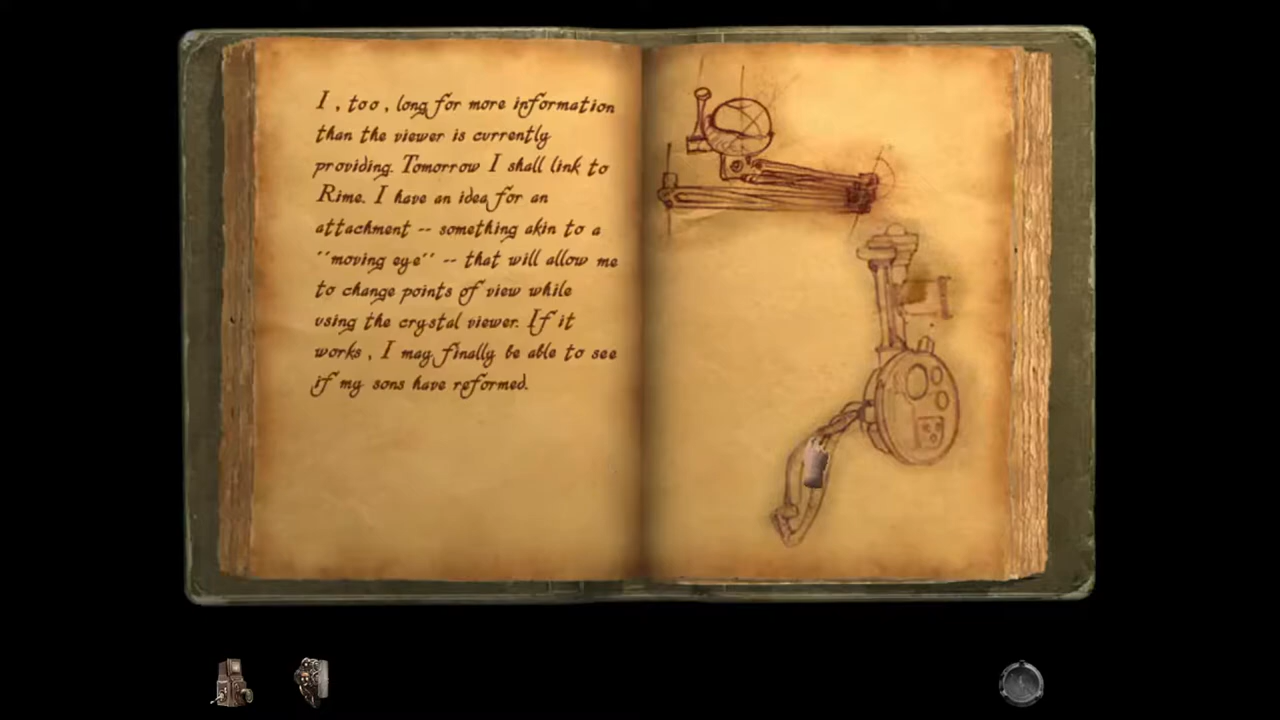 I, too, long for more information
than the viewer is currently
providing. Tomorrow I shall link to
Rime. I have an idea for an
attachment -- something akin to a
"moving eye" -- that will allow me
to change points of view while
using the crystal viewer. If it
works, I may finally be able to see
if my sons have reformed.